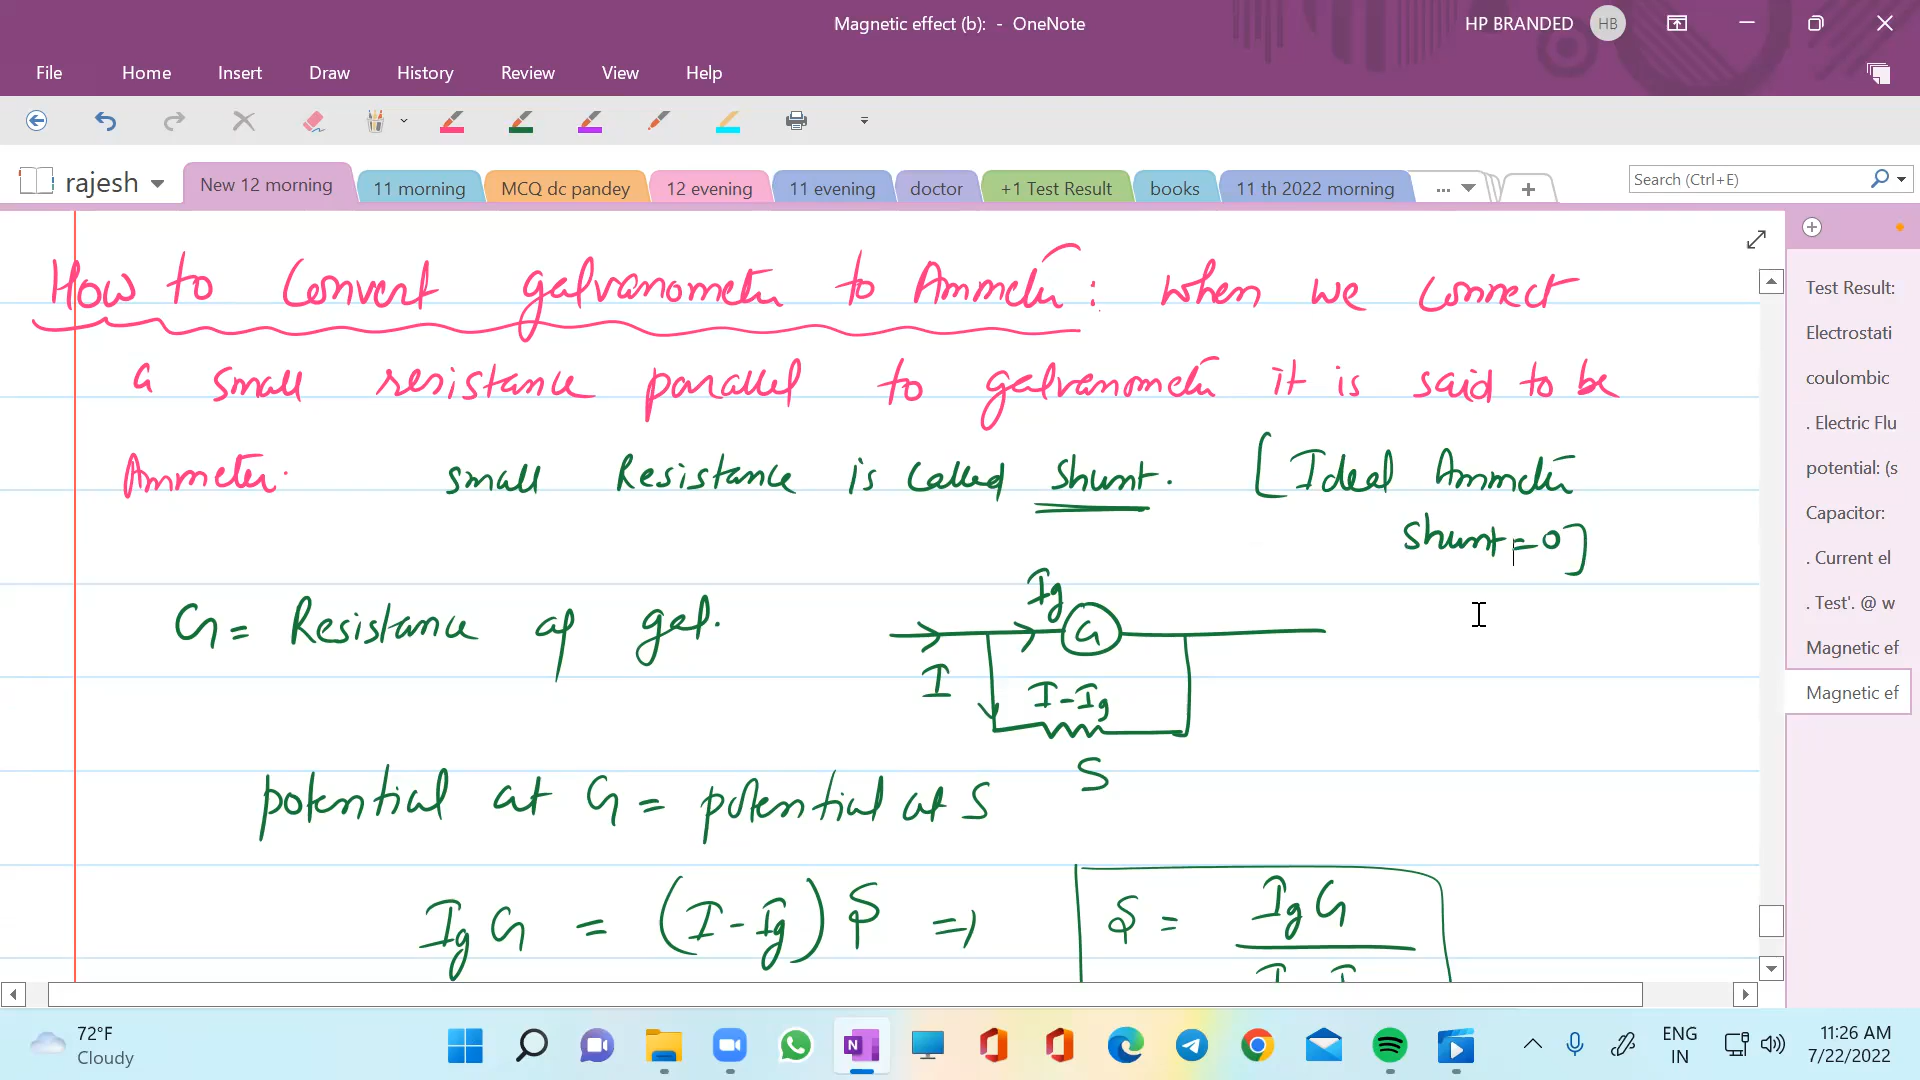 Magnetic effect (b): - OneNote
HP BRANDED HB
File Home Insert Draw History Review View Help
rajesh New 12 morning 11 morning MCQ dc pandey 12 evening 11 evening doctor +1 Test Result books 11 th 2022 morning ... +
Search (Ctrl+E)
How to Convert galvanometer to Ammeter: when we connect
a small resistance parallel to galvanometer it is said to be
Ammeter. small Resistance is called Shunt. [Ideal Ammeter
shunt = 0]
G = Resistance of gal.
Ig
G
I
I - Ig
S
potential at G = potential at S
Ig G = (I - Ig) S ⇒ S = Ig G
Test Result:
Electrostati
coulombic
. Electric Flu
potential: (s
Capacitor:
. Current el
. Test'. @ w
Magnetic ef
Magnetic ef
72°F
Cloudy
ENG
IN
11:26 AM
7/22/2022